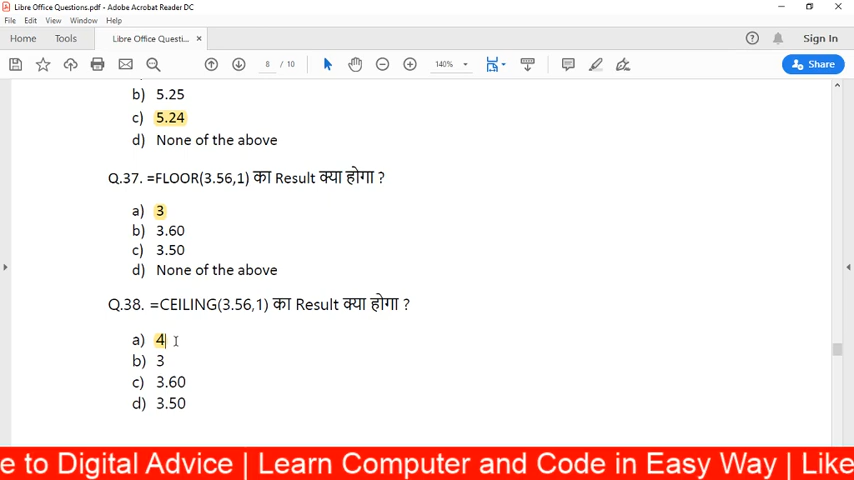 Libre Office Questions.pdf - Adobe Acrobat Reader DC
File Edit View Window Help
Home Tools Libre Office Questi... ×
Sign In
8 / 10
140%
Share
b) 5.25
c) 5.24
d) None of the above
Q.37. =FLOOR(3.56,1) का Result क्या होगा ?
a) 3
b) 3.60
c) 3.50
d) None of the above
Q.38. =CEILING(3.56,1) का Result क्या होगा ?
a) 4
b) 3
c) 3.60
d) 3.50
e to Digital Advice | Learn Computer and Code in Easy Way | Like